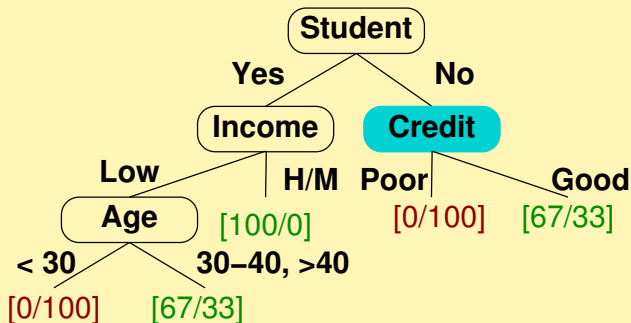 Student
Yes No
Income Credit
Low H/M Poor Good
Age [100/0] [0/100] [67/33]
< 30 30–40, >40
[0/100] [67/33]